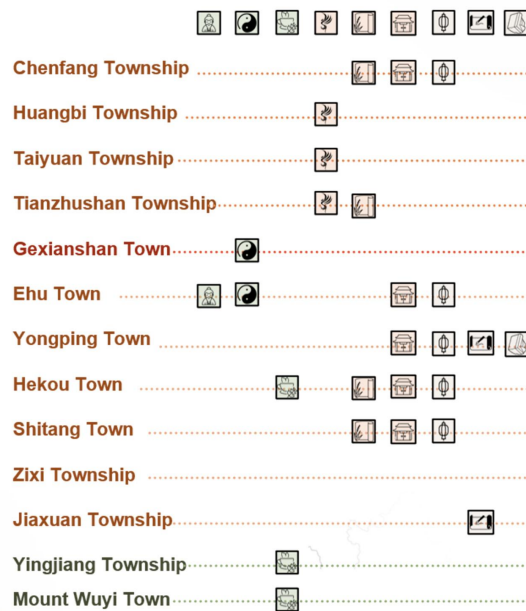 Chenfang Township
Huangbi Township
Taiyuan Township
Tianzhushan Township
Gexianshan Town
Ehu Town
Yongping Town
Hekou Town
Shitang Town
Zixi Township
Jiaxuan Township
Yingjiang Township
Mount Wuyi Town